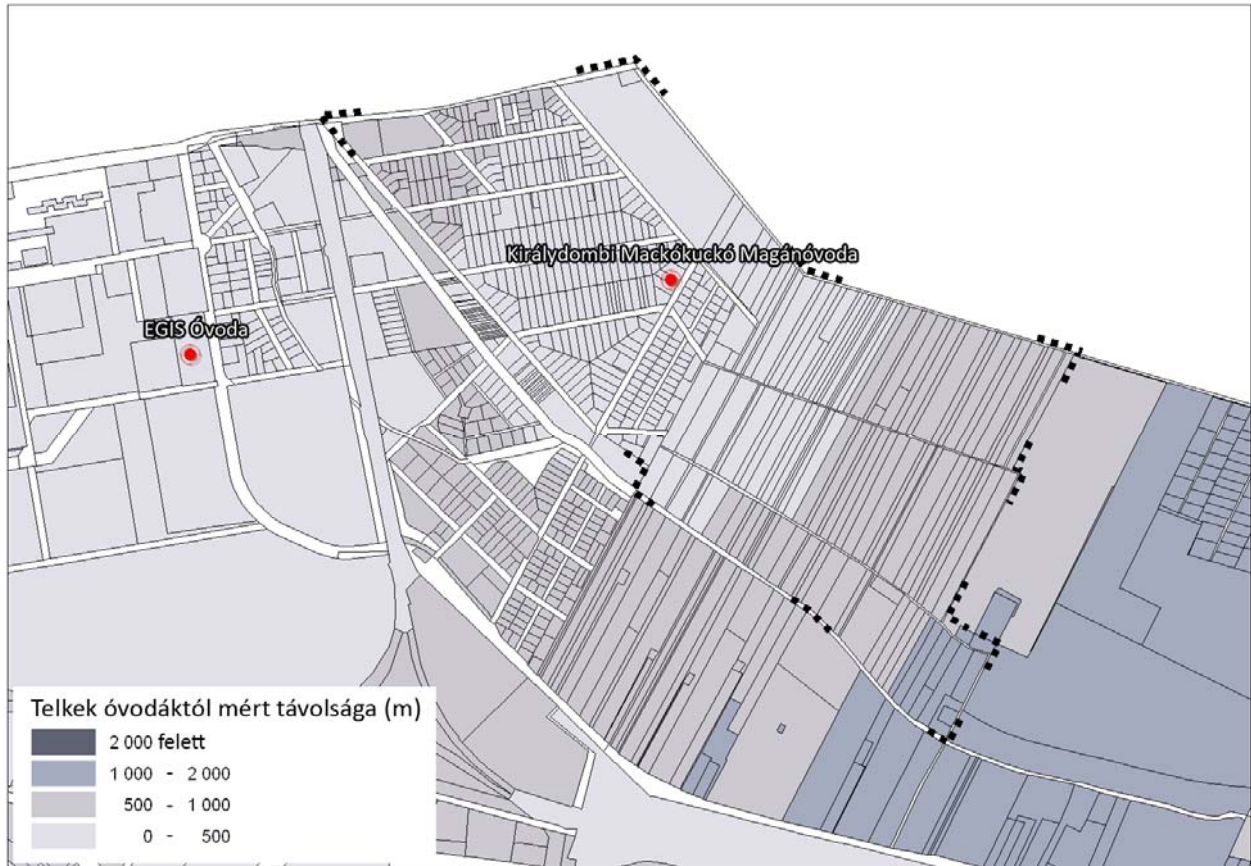 Királydombi Mackókuckó Magánóvoda
EGIS Óvoda
Telkek óvodáktól mért távolsága (m)
2 000 felett
1 000 - 2 000
500 - 1 000
0 - 500